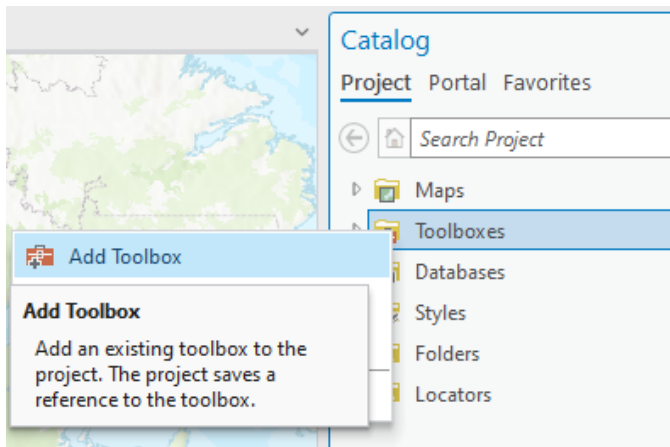 Catalog
Project Portal Favorites
Search Project
Maps
Toolboxes
Databases
Styles
Folders
Locators
Add Toolbox
Add Toolbox
Add an existing toolbox to the
project. The project saves a
reference to the toolbox.